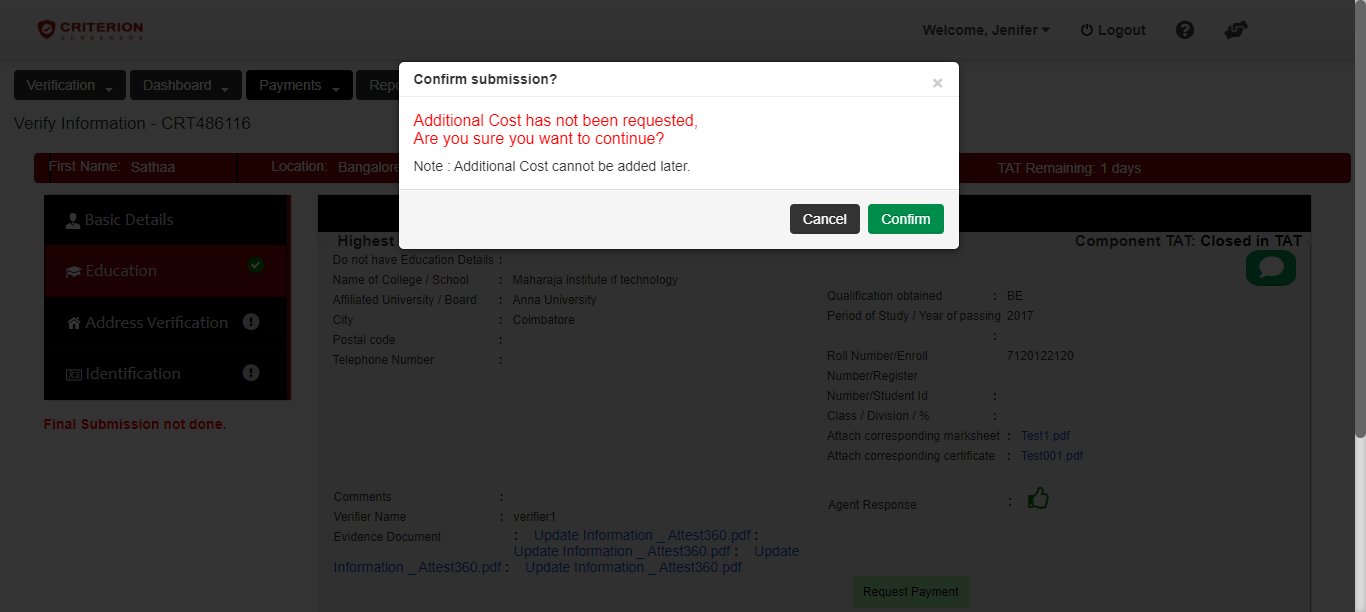 CRITERION
SCREENERS
Welcome, Jenifer
Logout
Verification
Dashboard
Payments
Repo
Verify Information - CRT486116
Confirm submission?
×
Additional Cost has not been requested,
Are you sure you want to continue?
Note : Additional Cost cannot be added later.
Cancel
Confirm
First Name: Sathaa
Location: Bangalore
TAT Remaining: 1 days
Basic Details
Education
Address Verification
Identification
Final Submission not done.
Highest
Component TAT: Closed in TAT
Do not have Education Details :
Name of College / School : Maharaja institute if technology
Affiliated University / Board : Anna University
City : Coimbatore
Postal code :
Telephone Number :
Qualification obtained : BE
Period of Study / Year of passing 2017
:
Roll Number/Enroll 7120122120
Number/Register
Number/Student Id :
Class / Division / % :
Attach corresponding marksheet : Test1.pdf
Attach corresponding certificate : Test001.pdf
Comments :
Verifier Name : verifier1
Evidence Document : Update Information _ Attest360.pdf :
Update Information _ Attest360.pdf : Update
Information _ Attest360.pdf : Update Information _ Attest360.pdf
Agent Response :
Request Payment